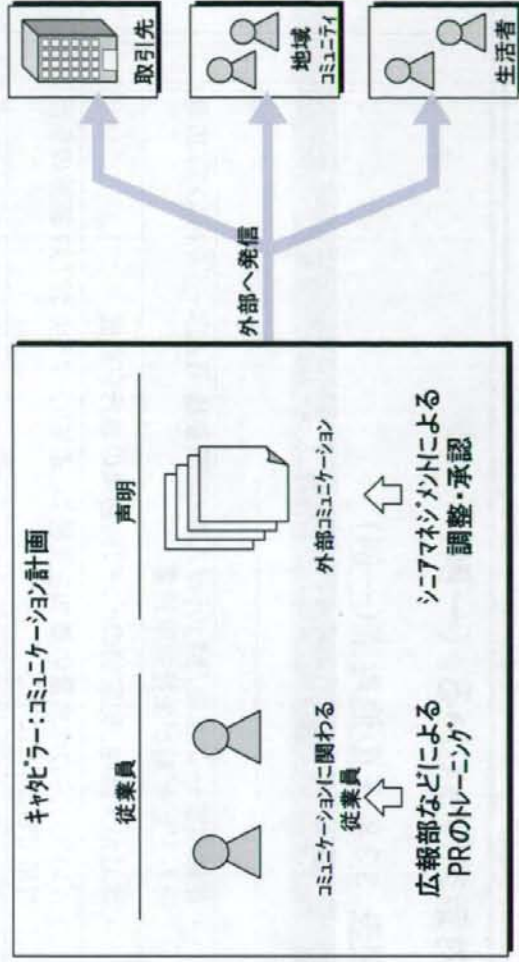 キャタピラー:コミュニケーション計画
従業員
コミュニケーションに関わる
従業員
広報部などによる
PRのトレーニング
声明
外部コミュニケーション
シニアマネジメントによる
調整・承認
外部へ発信
取引先
地域
コミュニティ
生活者